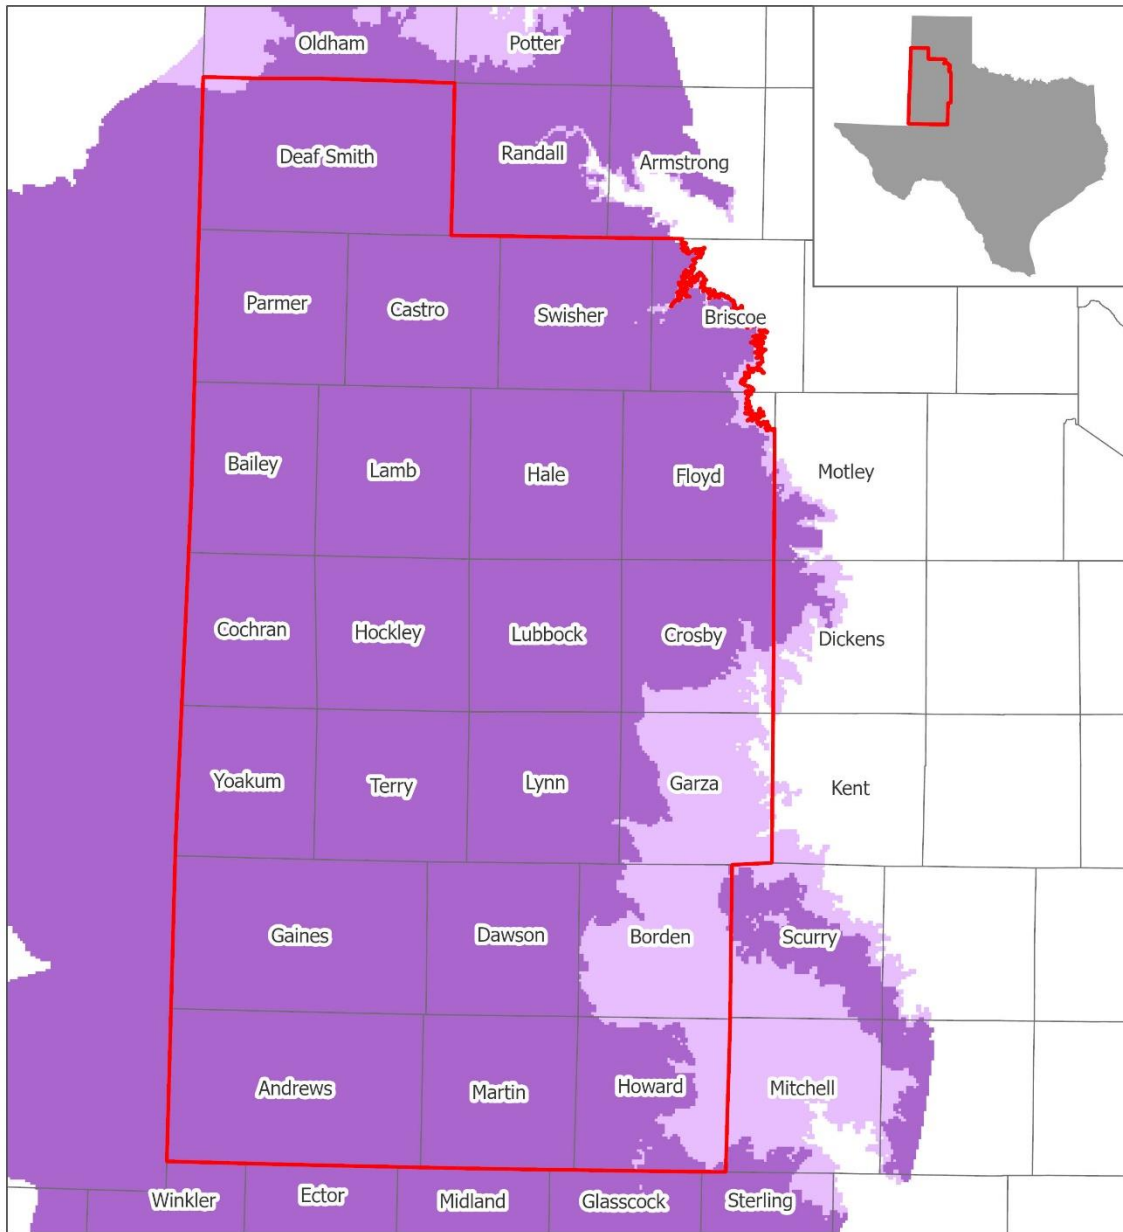 Oldham
Potter
Deaf Smith
Randall
Armstrong
Parmer
Castro
Swisher
Briscoe
Bailey
Lamb
Hale
Floyd
Motley
Cochran
Hockley
Lubbock
Crosby
Dickens
Yoakum
Terry
Lynn
Garza
Kent
Gaines
Dawson
Borden
Scurry
Andrews
Martin
Howard
Mitchell
Winkler
Ector
Midland
Glasscock
Sterling